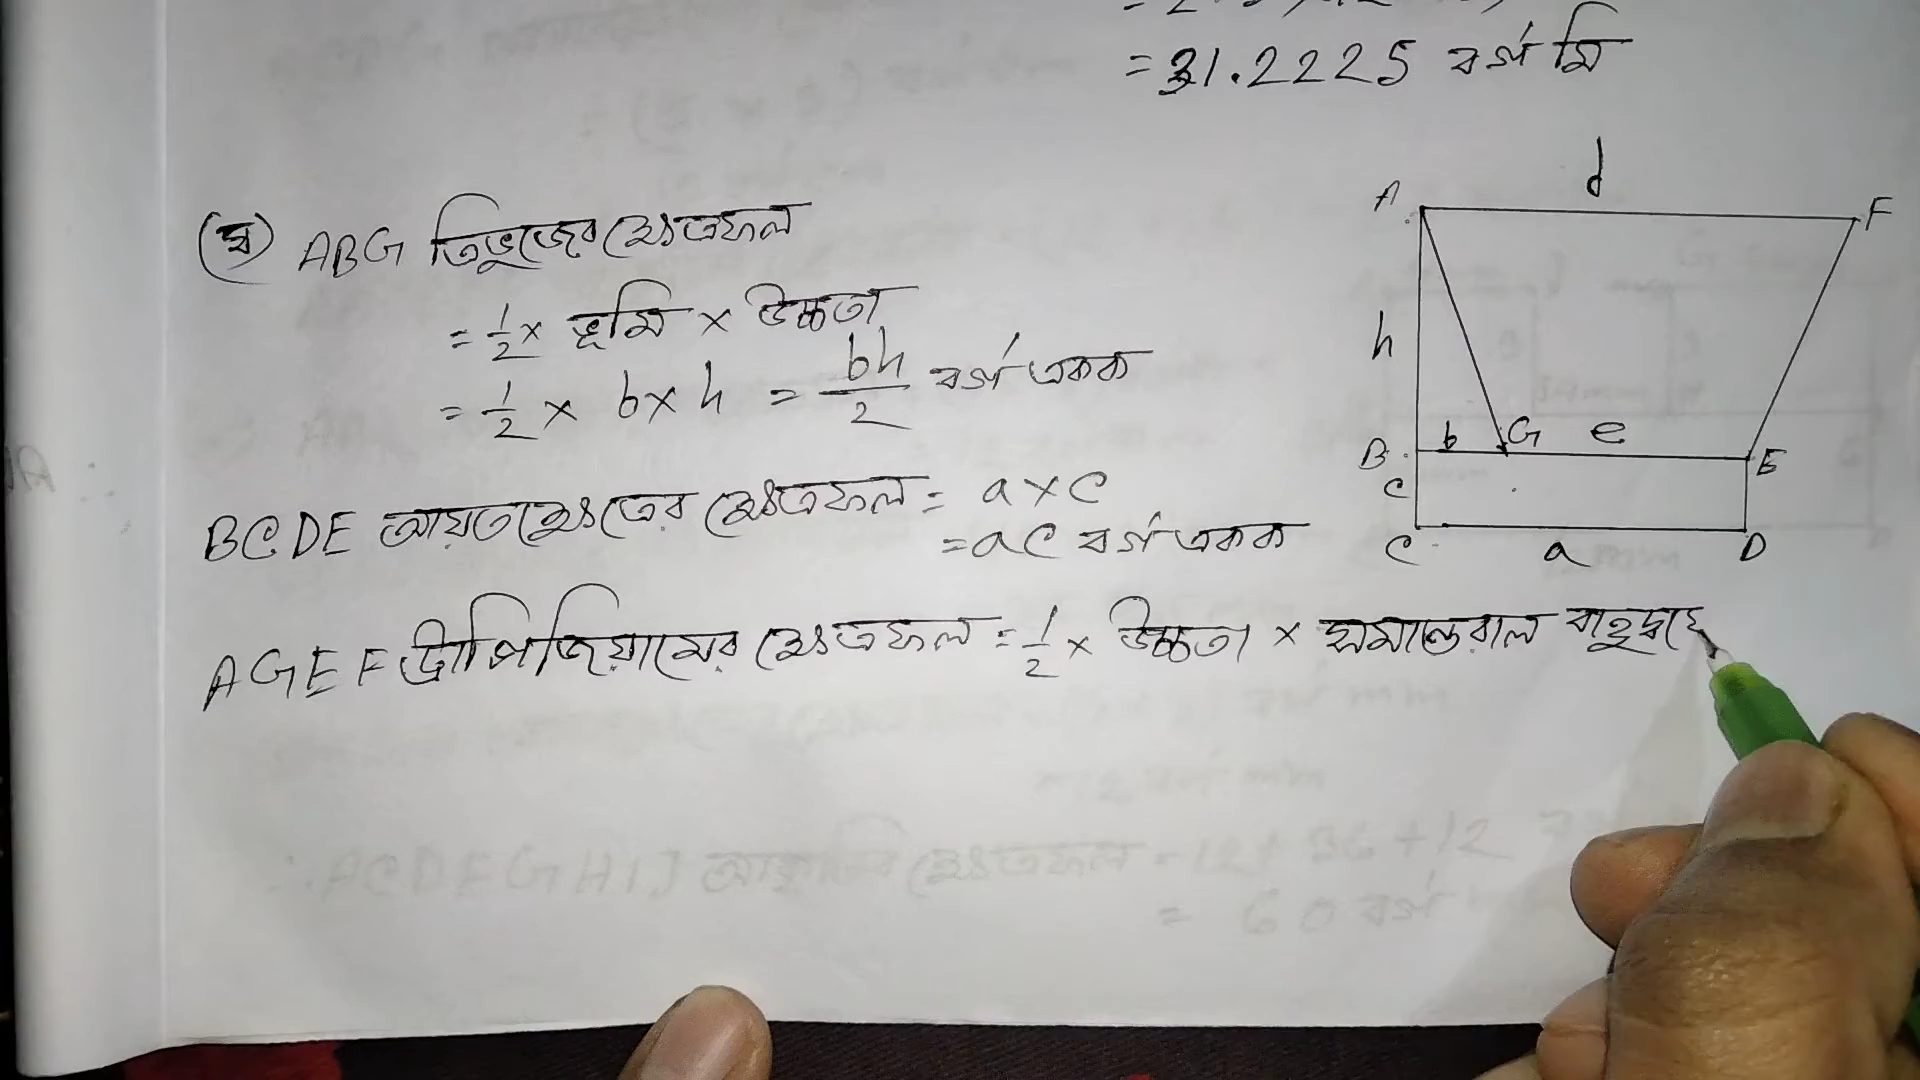 = 31.2225 বর্গ মি
(ঘ) ABG ত্রিভুজের ক্ষেত্রফল
= 1/2 × ভূমি × উচ্চতা
= 1/2 × b × h = bh/2 বর্গ একক
BCDE আয়তক্ষেত্রের ক্ষেত্রফল = a × c
= ac বর্গ একক
AGEF ট্রাপিজিয়ামের ক্ষেত্রফল = 1/2 × উচ্চতা × সমান্তরাল বাহুদ্বয়ে
d
A F
h
B b G e E
c
C a D